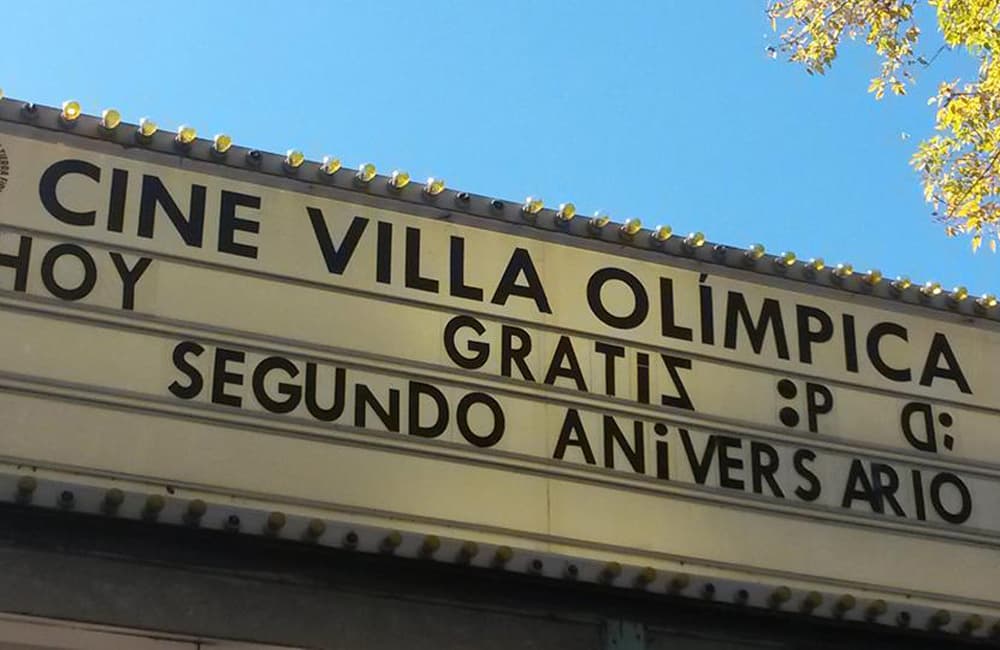 CINE VILLA OLÍMPICA
HOY GRATIZ :P D:
SEGUNDO ANiVERSARIO